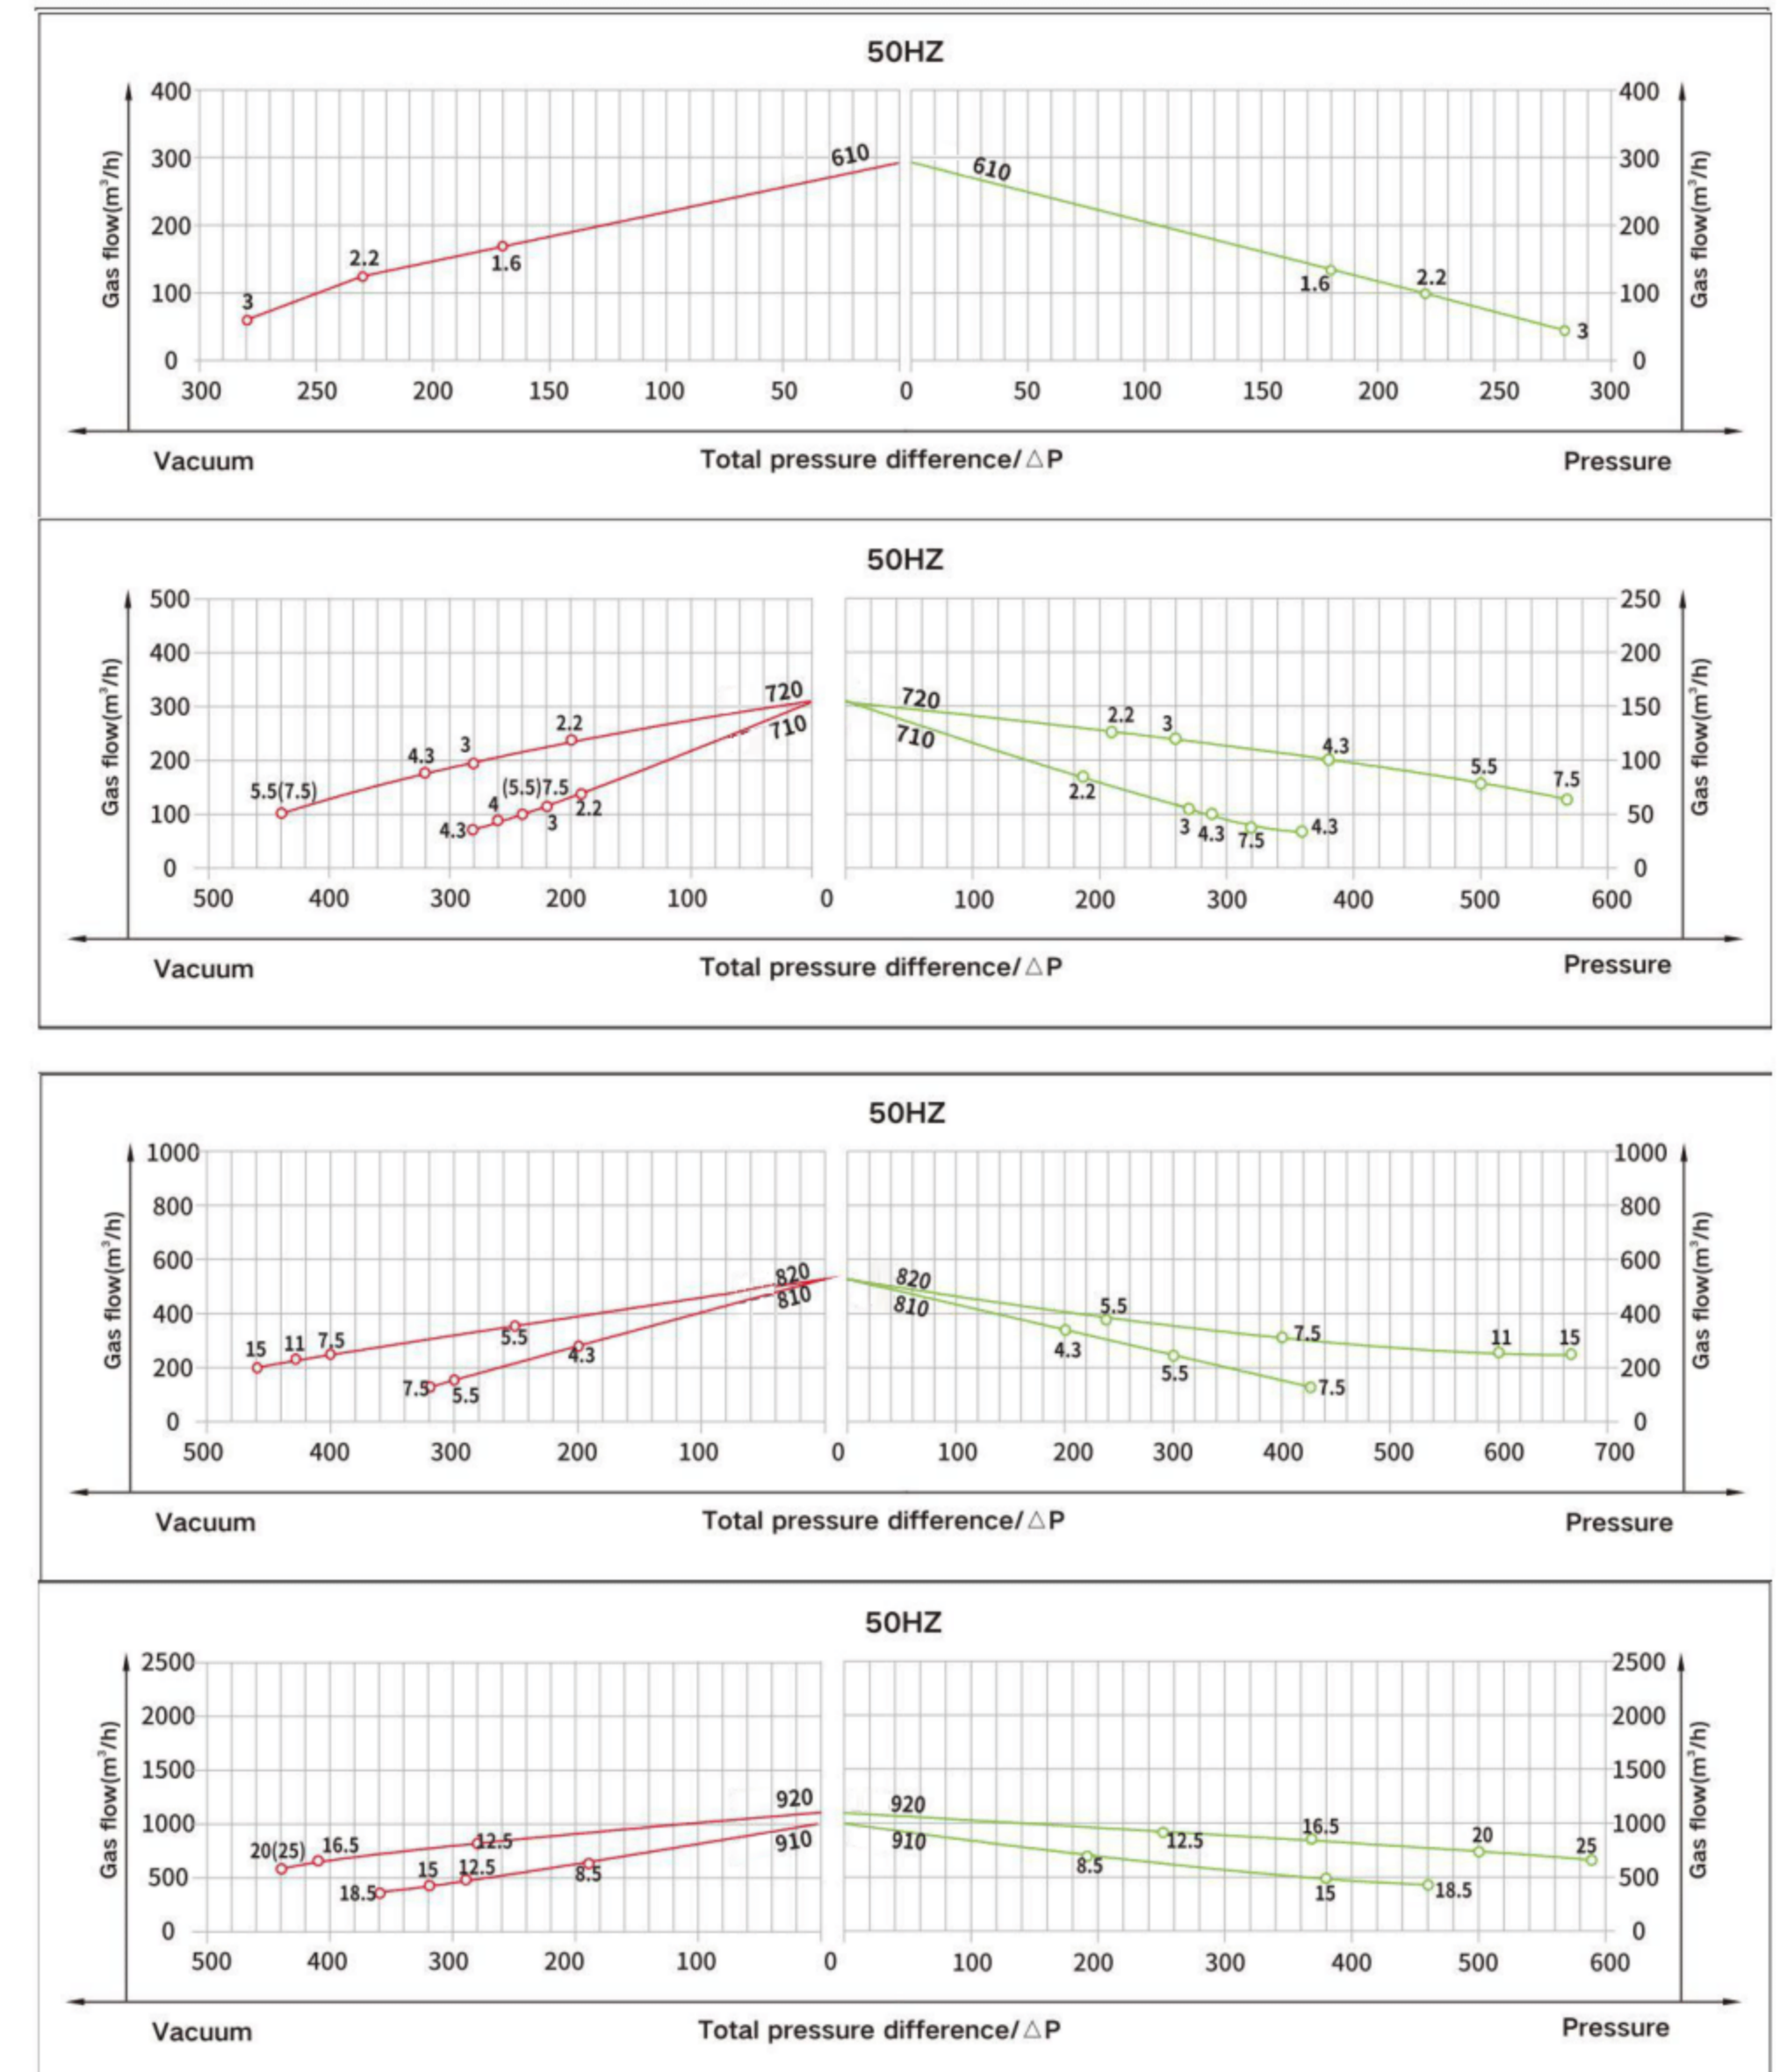 50HZ
400 400
610 610
300 300
Gas flow(m³/h) Gas flow(m³/h)
200 200
2.2 1.6 1.6 2.2
100 100
3 3
0 0
300 250 200 150 100 50 0 50 100 150 200 250 300
Vacuum Total pressure difference/△P Pressure
50HZ
500 250
400 200
Gas flow(m³/h) Gas flow(m³/h)
720 720
300 150
710 710
4.3 3 2.2 2.2 3 4.3
200 100
5.5(7.5) (5.5)7.5 5.5 7.5
4 2.2 2.2
100 50
4.3 3 3 4.3 7.5 4.3
0 0
500 400 300 200 100 0 100 200 300 400 500 600
Vacuum Total pressure difference/△P Pressure
50HZ
1000 1000
800 800
Gas flow(m³/h) Gas flow(m³/h)
600 600
820 820
810 810
400 400
15 11 7.5 5.5 5.5 7.5 11 15
4.3 4.3
200 200
7.5 5.5 5.5 7.5
0 0
500 400 300 200 100 0 100 200 300 400 500 600 700
Vacuum Total pressure difference/△P Pressure
50HZ
2500 2500
2000 2000
Gas flow(m³/h) Gas flow(m³/h)
1500 1500
920 920
1000 1000
910 910
20(25) 16.5 12.5 12.5 16.5 20 25
15 12.5 8.5 8.5
500 500
18.5 15 18.5
0 0
500 400 300 200 100 0 100 200 300 400 500 600
Vacuum Total pressure difference/△P Pressure